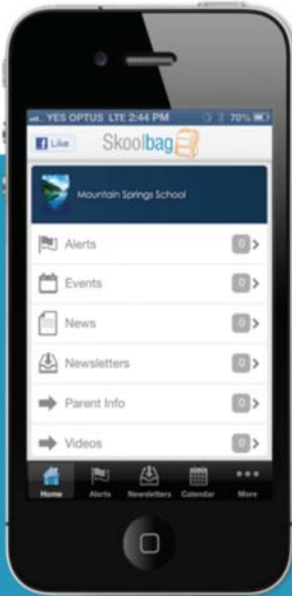 YES OPTUS LTE 2:44 PM 70%
Like Skoolbag
Mountain Springs School
Alerts 0
Events 0
News 0
Newsletters 0
Parent Info 0
Videos 0
Home Alerts Newsletters Calendar More